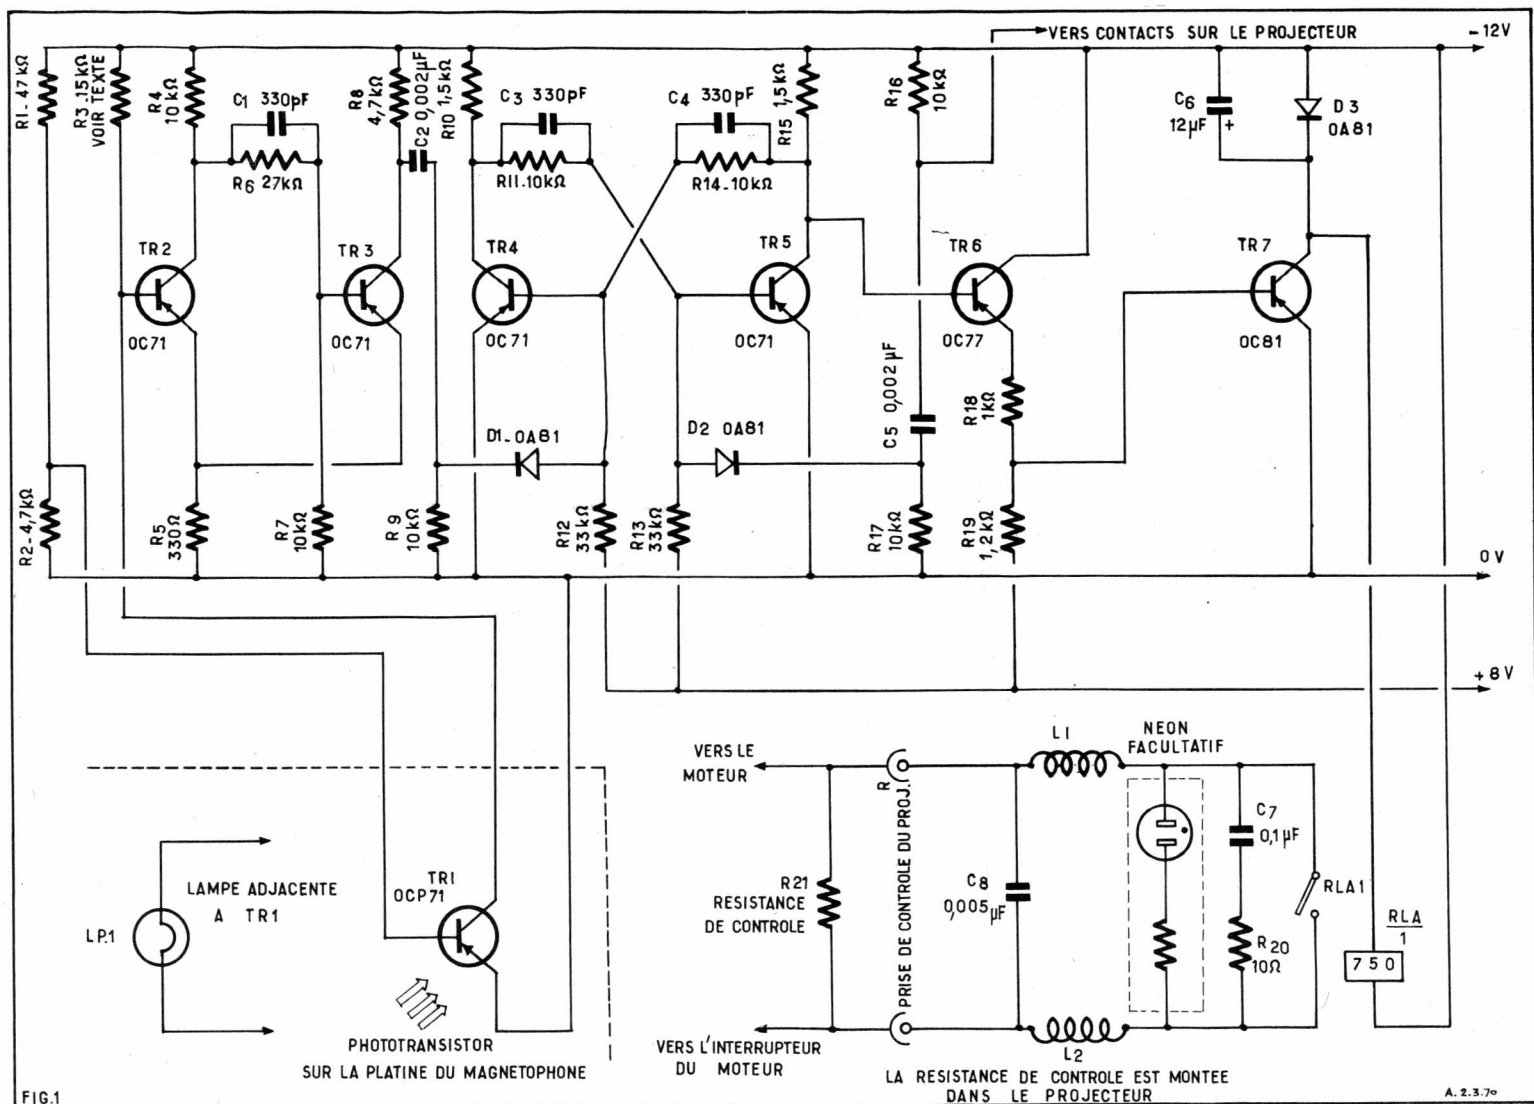 VERS CONTACTS SUR LE PROJECTEUR
-12V
R1-47kΩ
R3.15kΩ
VOIR TEXTE
R4
10kΩ
C1 330pF
R6 27kΩ
R8
4,7kΩ
C2 0,002µF
R10 1,5kΩ
C3 330pF
R11-10kΩ
C4 330pF
R14-10kΩ
R15 1,5kΩ
R16
10kΩ
C6
12µF +
D3
OA81
TR2
OC71
TR3
OC71
TR4
OC71
TR5
OC71
TR6
OC77
TR7
OC81
C5 0,002µF
R18
1kΩ
D1-OA81
D2 OA81
R2-4,7kΩ
R5
330Ω
R7
10kΩ
R9
10kΩ
R12
33kΩ
R13
33kΩ
R17
10kΩ
R19
1,2kΩ
0V
+8V
VERS LE
MOTEUR
R
PRISE DE CONTROLE DU PROJ.
L1
NEON
FACULTATIF
C7
0,1µF
R21
RESISTANCE
DE CONTROLE
C8
0,005µF
R20
10Ω
RLA1
RLA
1
750
LAMPE ADJACENTE
A TR1
LP.1
TR1
OCP71
PHOTOTRANSISTOR
SUR LA PLATINE DU MAGNETOPHONE
VERS L'INTERRUPTEUR
DU MOTEUR
L2
LA RESISTANCE DE CONTROLE EST MONTEE
DANS LE PROJECTEUR
FIG.1
A.2.3.70